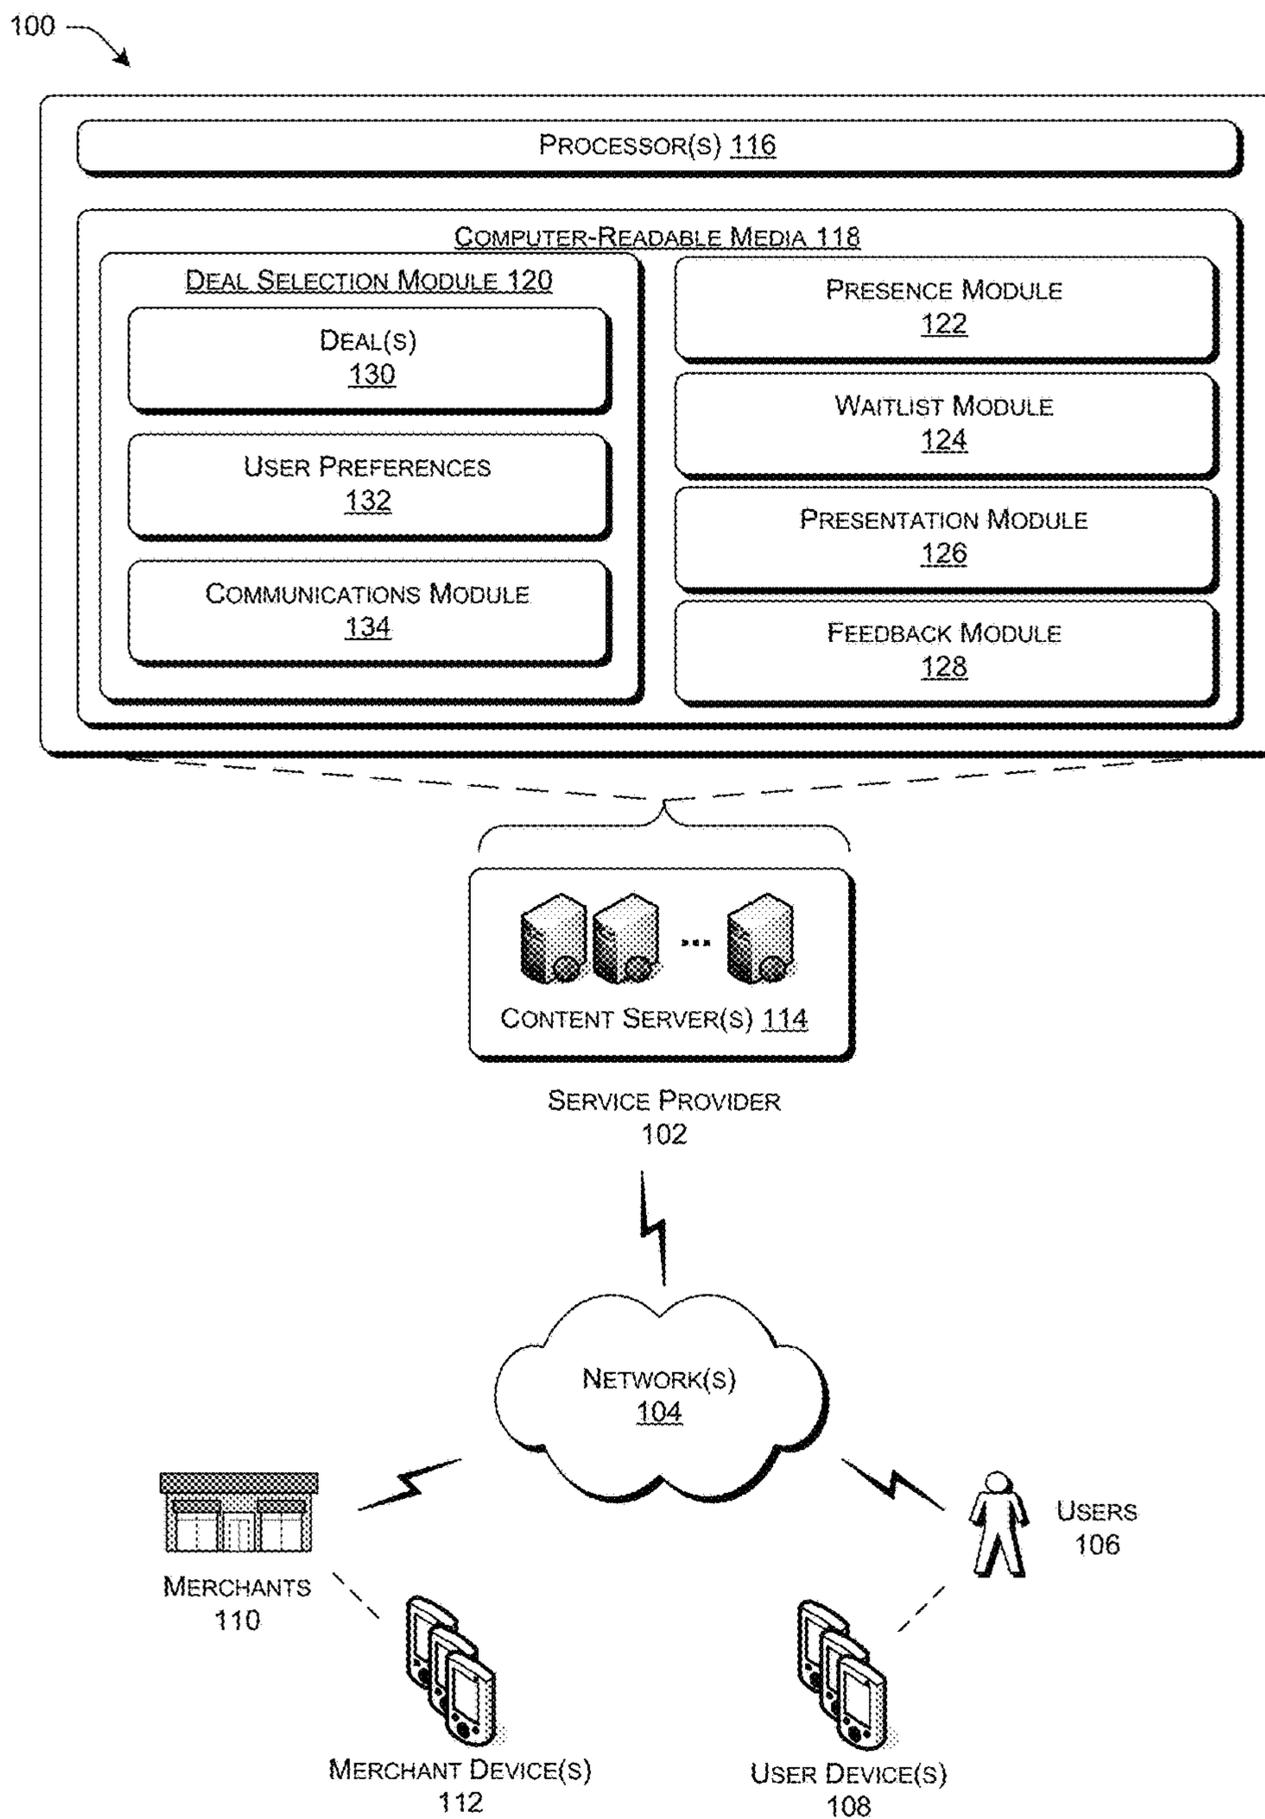 100
PROCESSOR(S) 116
COMPUTER-READABLE MEDIA 118
DEAL SELECTION MODULE 120
DEAL(S)
130
USER PREFERENCES
132
COMMUNICATIONS MODULE
134
PRESENCE MODULE
122
WAITLIST MODULE
124
PRESENTATION MODULE
126
FEEDBACK MODULE
128
...
CONTENT SERVER(S) 114
SERVICE PROVIDER
102
NETWORK(S)
104
MERCHANTS
110
USERS
106
MERCHANT DEVICE(S)
112
USER DEVICE(S)
108